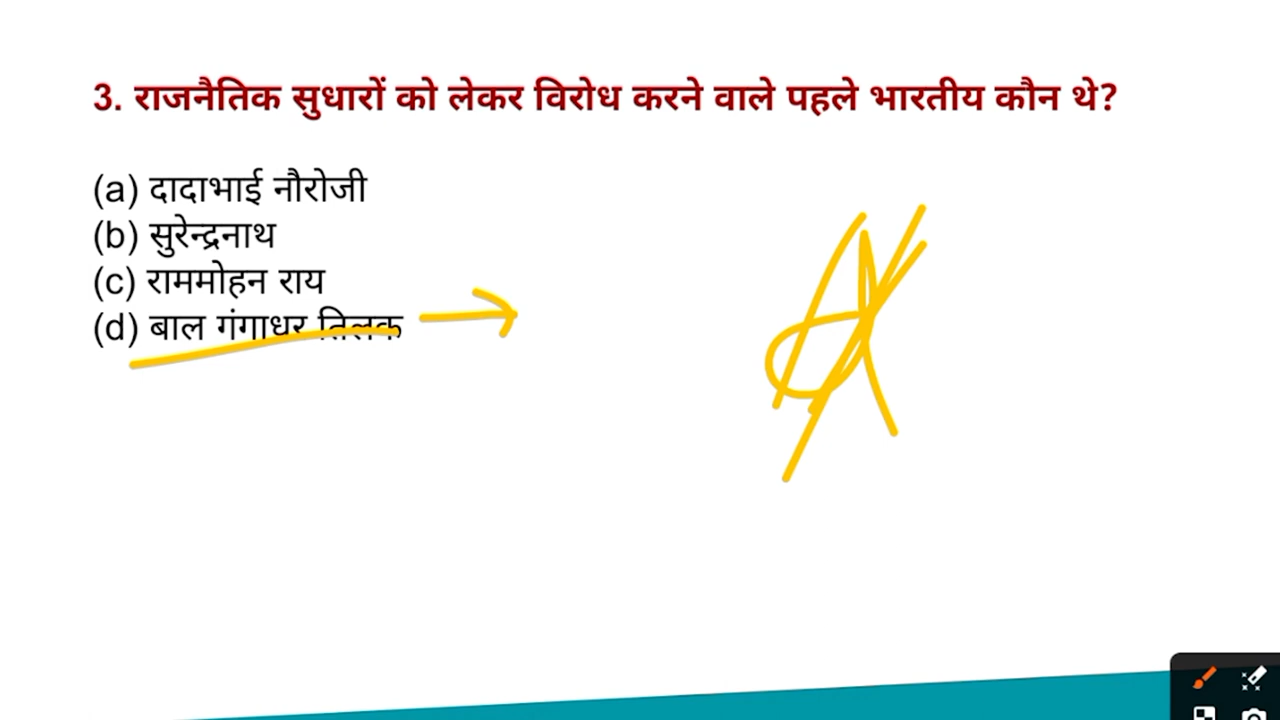 3. राजनैतिक सुधारों को लेकर विरोध करने वाले पहले भारतीय कौन थे?
(a) दादाभाई नौरोजी
(b) सुरेन्द्रनाथ
(c) राममोहन राय
(d) बाल गंगाधर तिलक